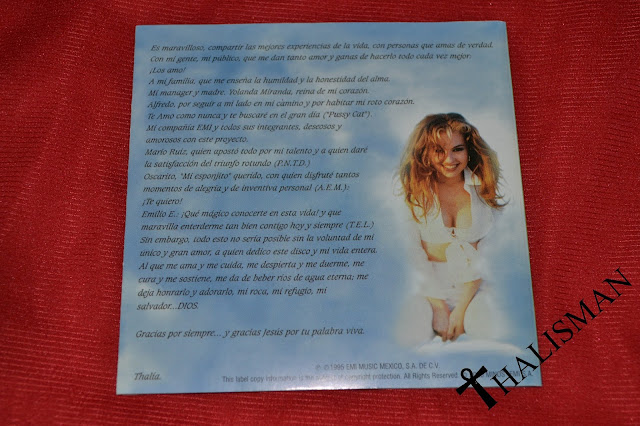 Es maravilloso, compartir las mejores experiencias de la vida, con personas que amas de verdad.
Con mi gente, mi publico, que me dan tanto amor y ganas de hacerlo todo cada vez mejor.
¡Los amo!
A mi familia, que me enseña la humildad y la honestidad del alma.
Mi manager y madre, Yolanda Miranda, reina de mi corazón.
Alfredo, por seguir a mi lado en mi camino y por habitar mi roto corazón.
Te Amo como nunca y te buscaré en el gran día ("Pussy Cat")
Mi compañía EMI y todos sus integrantes, deseosos y
amorosos con este proyecto.
Mario Ruiz, quien apostó todo por mi talento y a quien daré
la satisfacción del triunfo rotundo (P.N.T.D.)
Oscarito, "Mi esponjito" querido, con quien disfruté tantos
momentos de alegría y de inventiva personal (A.E.M.);
¡Te quiero!
Emilio E.: ¡Qué mágico conocerte en esta vida! y que
maravilla entenderme tan bien contigo hoy y siempre (T.E.L.)
Sin embargo, todo esto no sería posible sin la voluntad de mi
único y gran amor, a quien dedico este disco y mi vida entera.
Al que me ama y me cuida, me despierta y me duerme, me
cura y me sostiene, me da de beber ríos de agua eterna; me
deja honrarlo y adorarlo, mi roca, mi refugio, mi
salvador...DIOS.
Gracias por siempre... y gracias Jesús por tu palabra viva.
Thalía.
℗ © 1995 EMI MUSIC MEXICO, S.A. DE C.V.
This label copy information is the subject of copyright protection. All Rights Reserved.
THALISMAN